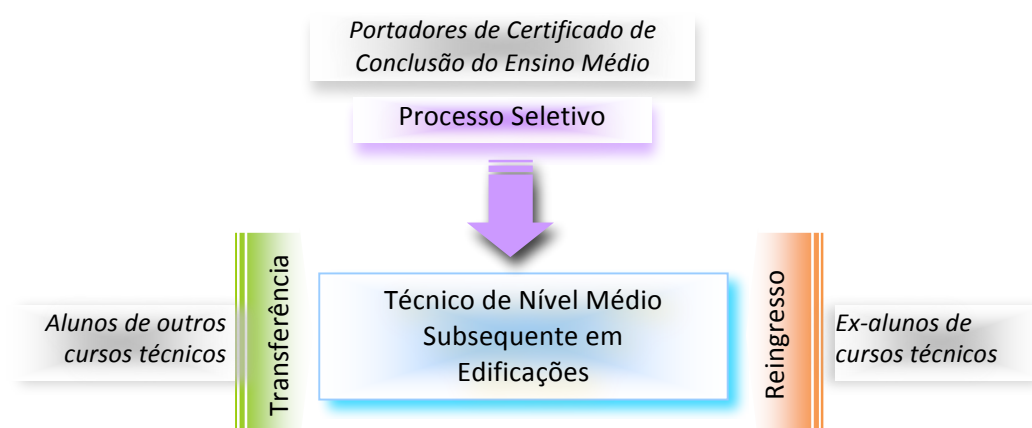 Portadores de Certificado de
Conclusão do Ensino Médio
Processo Seletivo
Transferência
Alunos de outros
cursos técnicos
Técnico de Nível Médio
Subsequente em
Edificações
Reingresso
Ex-alunos de
cursos técnicos